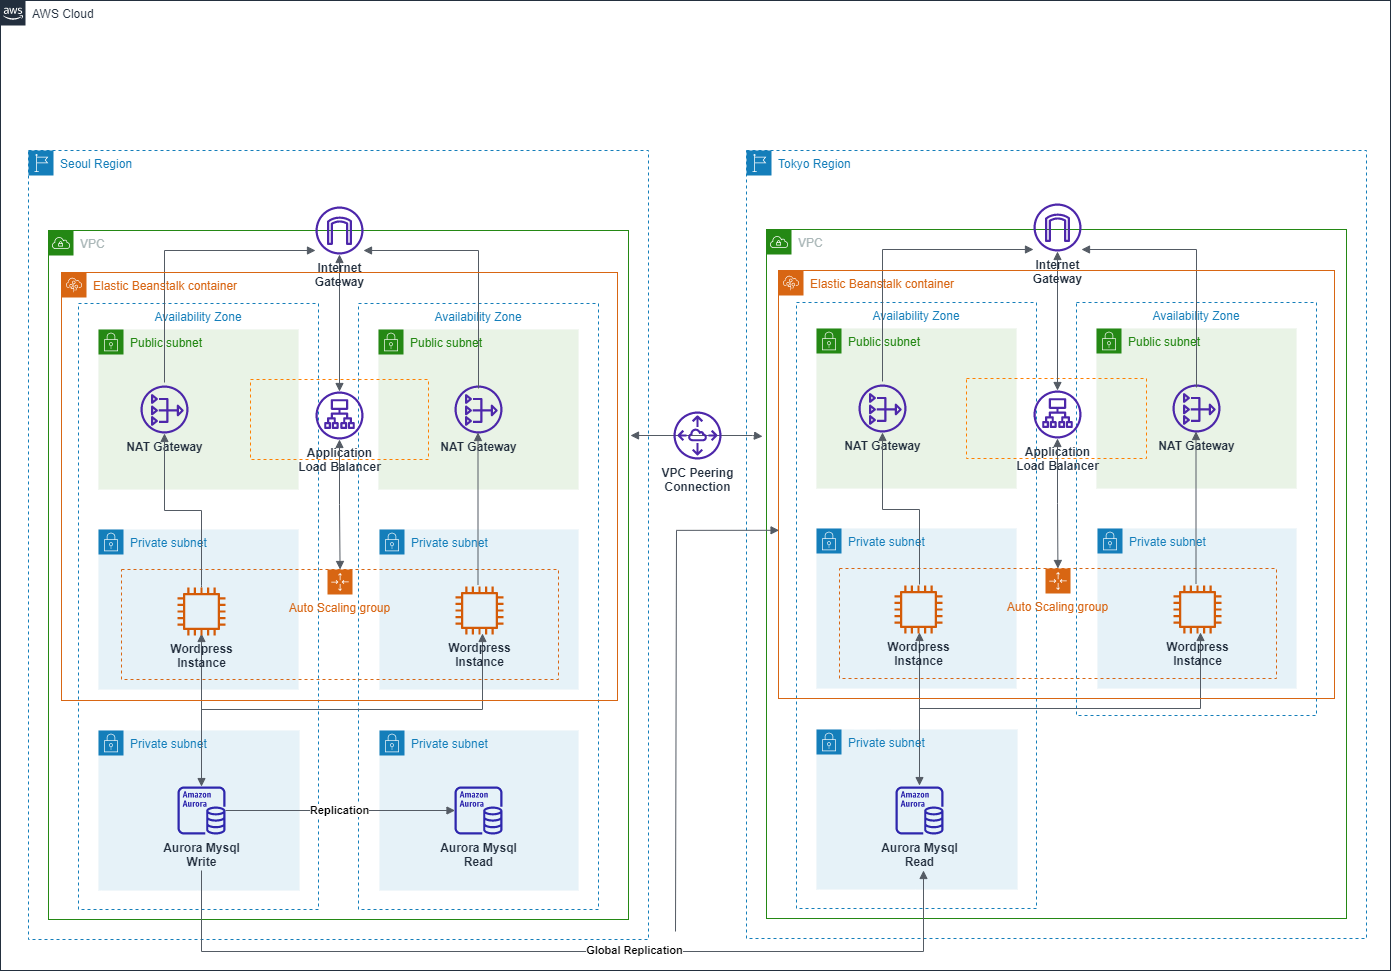 aws
AWS Cloud
Seoul Region
VPC
Internet
Gateway
Elastic Beanstalk container
Availability Zone
Availability Zone
Public subnet
Public subnet
NAT Gateway
NAT Gateway
Application
Load Balancer
Private subnet
Private subnet
Auto Scaling group
Wordpress
Instance
Wordpress
Instance
Private subnet
Private subnet
Amazon
Aurora
Replication
Amazon
Aurora
Aurora Mysql
Write
Aurora Mysql
Read
VPC Peering
Connection
Global Replication
Tokyo Region
VPC
Internet
Gateway
Elastic Beanstalk container
Availability Zone
Availability Zone
Public subnet
Public subnet
NAT Gateway
NAT Gateway
Application
Load Balancer
Private subnet
Private subnet
Auto Scaling group
Wordpress
Instance
Wordpress
Instance
Private subnet
Amazon
Aurora
Aurora Mysql
Read